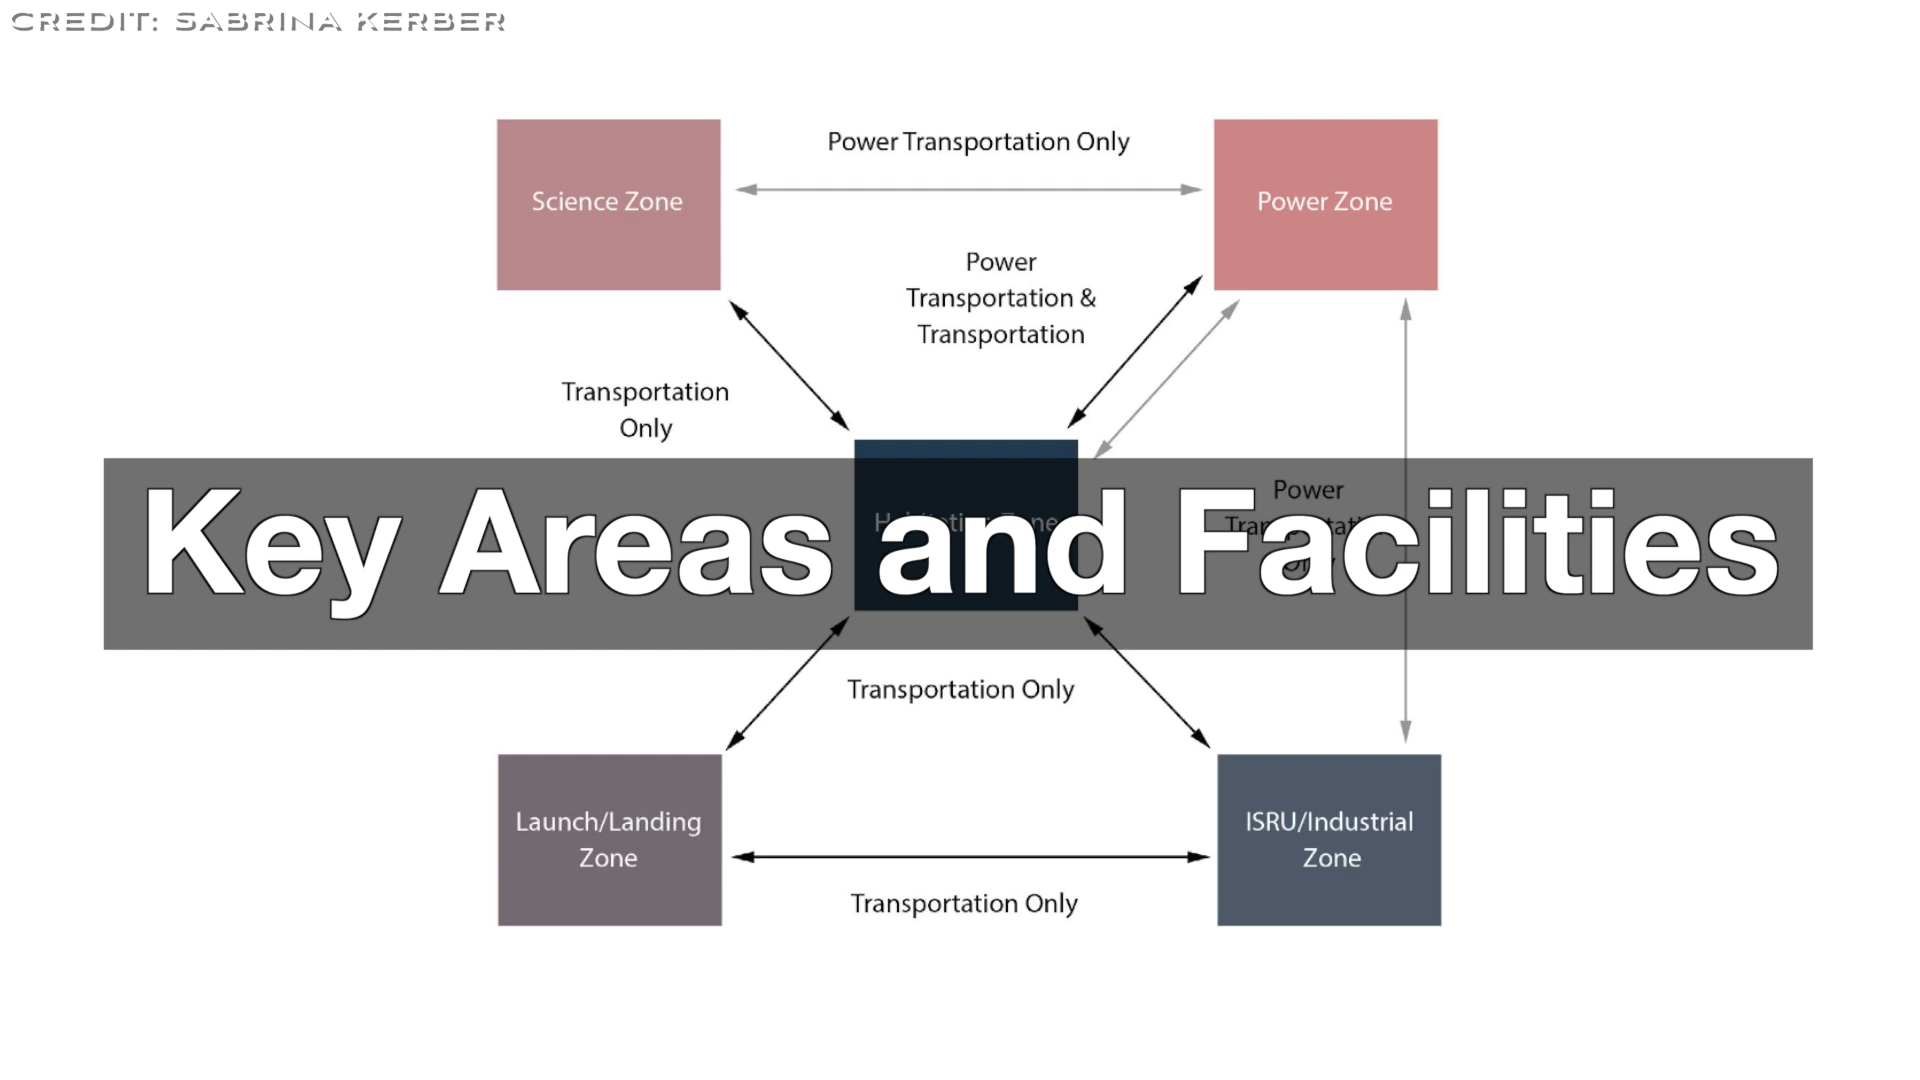 CREDIT: SABRINA KERBER
Power Transportation Only
Science Zone
Power Zone
Power
Transportation &
Transportation
Transportation
Only
Power
Key Areas and Facilities
Transportation Only
Launch/Landing
Zone
ISRU/Industrial
Zone
Transportation Only